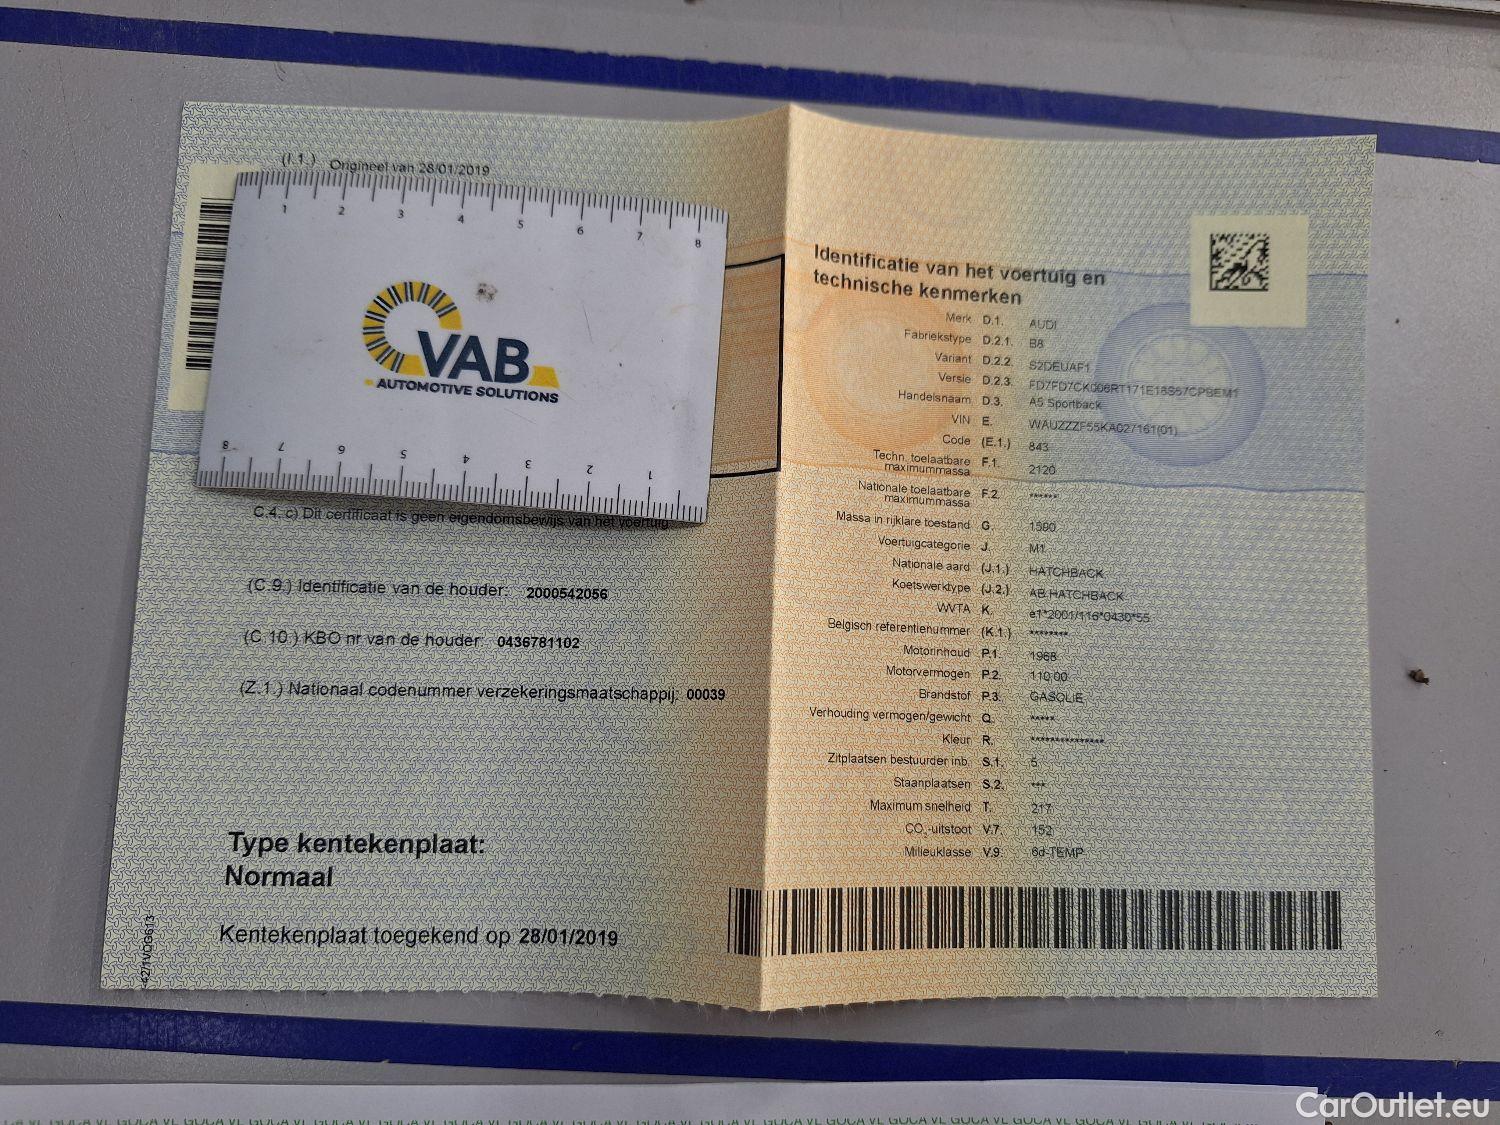 (I.1.) Origineel van 28/01/2019
1 2 3 4 5 6 7 8
VAB
AUTOMOTIVE SOLUTIONS
8 7 6 5 4 3 2 1
C.4. c) Dit certificaat is geen eigendomsbewijs van het voertuig
(C.9.) Identificatie van de houder: 2000542056
(C.10.) KBO nr van de houder: 0436781102
(Z.1.) Nationaal codenummer verzekeringsmaatschappij: 00039
Type kentekenplaat:
Normaal
Kentekenplaat toegekend op 28/01/2019
Identificatie van het voertuig en
technische kenmerken
Merk D.1. AUDI
Fabriekstype D.2.1. B8
Variant D.2.2. S2DEUAF1
Versie D.2.3. FD7FD7CK006RT171E18S57CPBEM1
Handelsnaam D.3. A5 Sportback
VIN E. WAUZZZF55KA027161(01)
Code (E.1.) 843
Techn. toelaatbare
maximummassa F.1. 2120
Nationale toelaatbare
maximummassa F.2. ******
Massa in rijklare toestand G. 1590
Voertuigcategorie J. M1
Nationale aard (J.1.) HATCHBACK
Koetswerktype (J.2.) AB HATCHBACK
WVTA K. e1*2001/116*0430*55
Belgisch referentienummer (K.1.) ********
Motorinhoud P.1. 1968
Motorvermogen P.2. 110,00
Brandstof P.3. GASOLIE
Verhouding vermogen/gewicht Q. *****
Kleur R. ***************
Zitplaatsen bestuurder inb. S.1. 5
Staanplaatsen S.2. ***
Maximum snelheid T. 217
CO₂-uitstoot V.7. 152
Milieuklasse V.9. 6d-TEMP
CarOutlet.eu